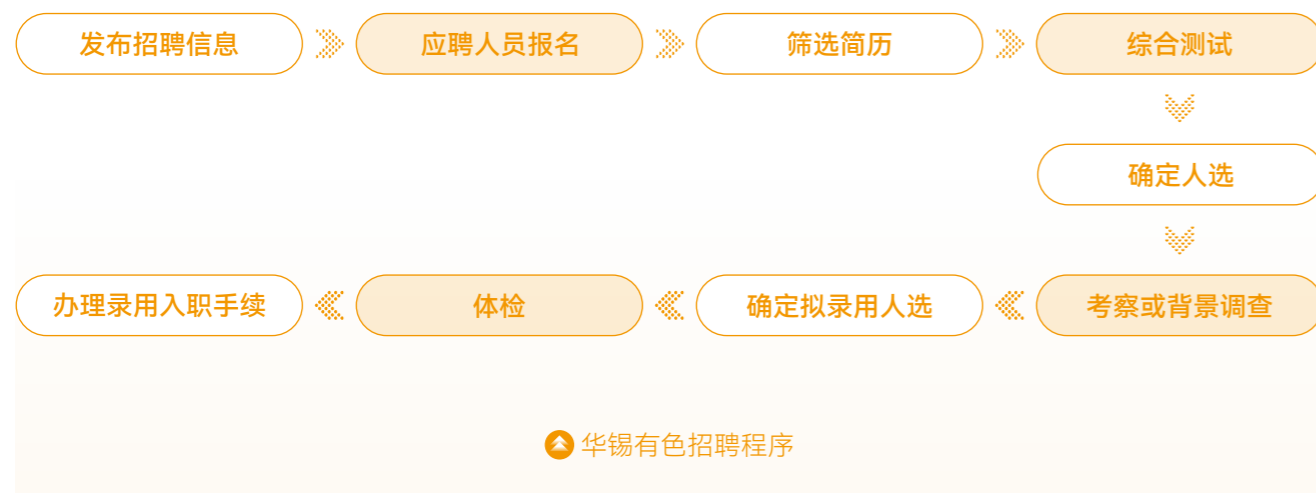 发布招聘信息
应聘人员报名
筛选简历
综合测试
确定人选
考察或背景调查
确定拟录用人选
体检
办理录用入职手续
华锡有色招聘程序